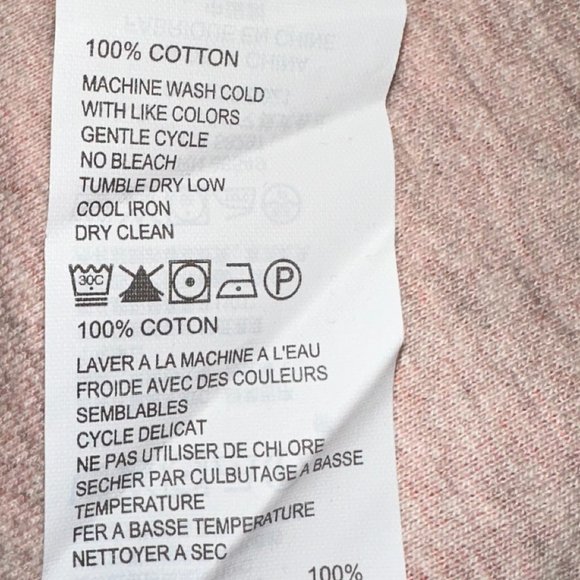 100% COTTON
MACHINE WASH COLD
WITH LIKE COLORS
GENTLE CYCLE
NO BLEACH
TUMBLE DRY LOW
COOL IRON
DRY CLEAN
30C P
100% COTON
LAVER A LA MACHINE A L'EAU
FROIDE AVEC DES COULEURS
SEMBLABLES
CYCLE DELICAT
NE PAS UTILISER DE CHLORE
SECHER PAR CULBUTAGE A BASSE
TEMPERATURE
FER A BASSE TEMPERATURE
NETTOYER A SEC
100%